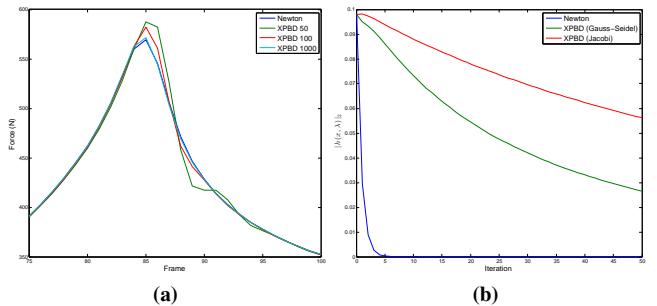 600
550
500
450
400
350
75
80
85
90
95
100
Force (N)
Frame
Newton
XPBD 50
XPBD 100
XPBD 1000
(a)
0.1
0.09
0.08
0.07
0.06
0.05
0.04
0.03
0.02
0.01
0
0
5
10
15
20
25
30
35
40
45
50
|h(x, λ)|₂
Iteration
Newton
XPBD (Gauss-Seidel)
XPBD (Jacobi)
(b)